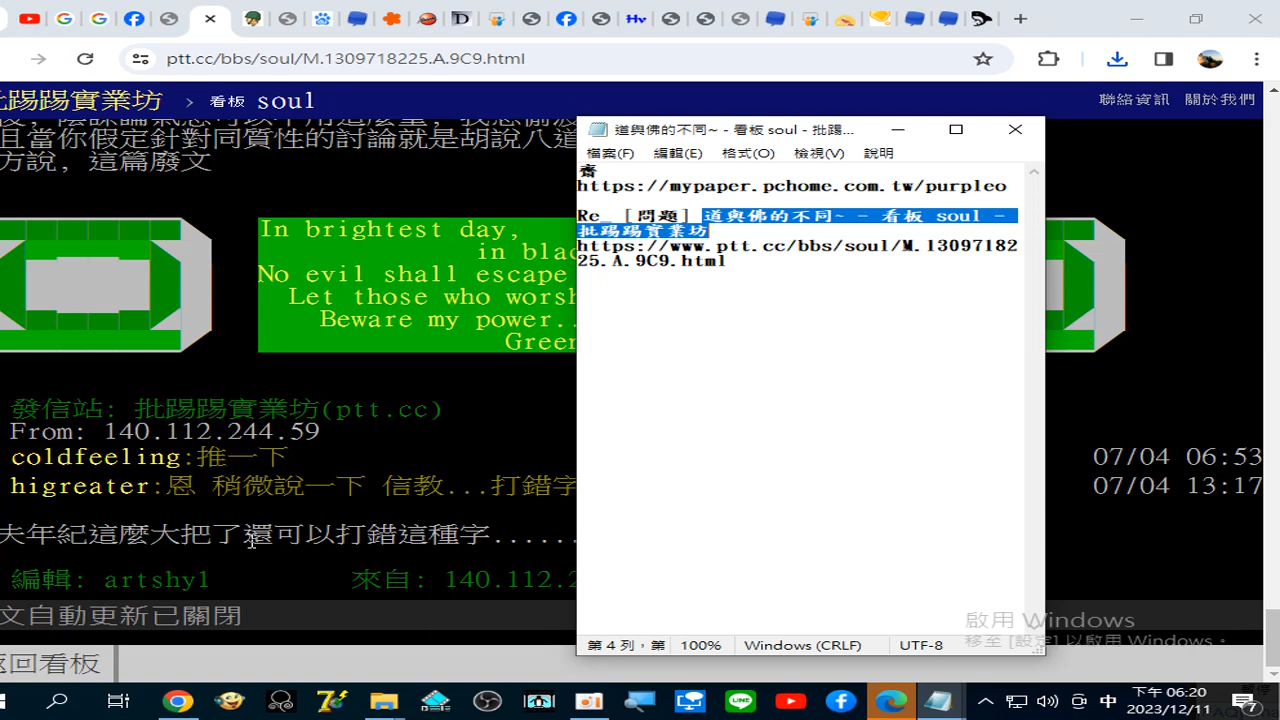 ptt.cc/bbs/soul/M.1309718225.A.9C9.html
批踢踢實業坊 › 看板 soul
聯絡資訊 關於我們
且當你假定針對同質性的討論就是胡說八道
方說, 這篇廢文
In brightest day,
in blac
No evil shall escape
Let those who worsh
Beware my power..
Green
發信站: 批踢踢實業坊(ptt.cc)
From: 140.112.244.59
coldfeeling:推一下
07/04 06:53
higreater:恩 稍微說一下 信教...打錯字
07/04 13:17
年紀這麼大把了還可以打錯這種字......
編輯: artshy1 來自: 140.112.2
文自動更新已關閉
返回看板
道與佛的不同~ - 看板 soul - 批踢...
檔案(F) 編輯(E) 格式(O) 檢視(V) 說明
齋
https://mypaper.pchome.com.tw/purpleo
Re_ [問題] 道與佛的不同~ - 看板 soul -
批踢踢實業坊
https://www.ptt.cc/bbs/soul/M.13097182
25.A.9C9.html
第 4 列，第
100%
Windows (CRLF)
UTF-8
啟用 Windows
移至 [設定] 以啟用 Windows。
中
下午 06:20
2023/12/11
7